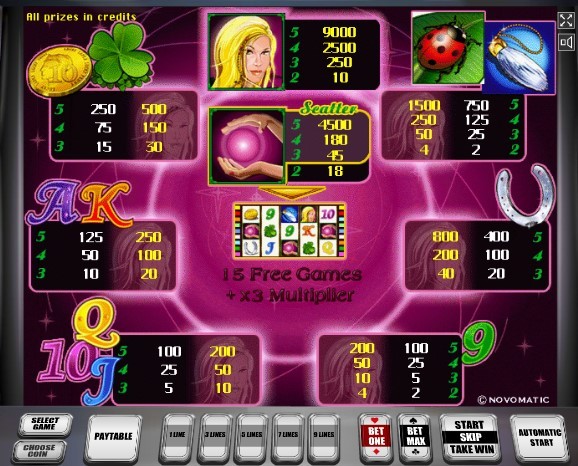 All prizes in credits
5 9000
4 2500
3 250
2 10
10
5 250 500
4 75 150
3 15 30
Scatter
5 4500
4 180
3 45
2 18
1500 750 5
250 125 4
50 25 3
4 2 2
A K
5 125 250
4 50 100
3 10 20
9 10
K
J Q
15 Free Games
+ x3 Multiplier
800 400 5
200 100 4
40 20 3
Q
10 J
5 100 200
4 25 50
3 5 10
200 100 5
50 25 4
10 5 3
4 2 2
9
© NOVOMATIC
SELECT GAME
CHOOSE COIN
PAYTABLE
1 LINE
3 LINES
5 LINES
7 LINES
9 LINES
BET ONE
BET MAX
START
SKIP
TAKE WIN
AUTOMATIC START